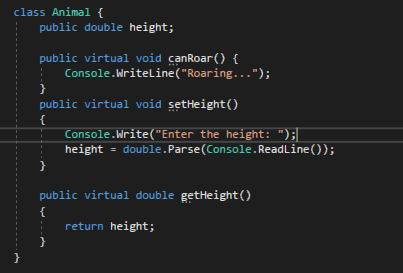 class Animal {
public double height;
public virtual void canRoar() {
Console.WriteLine("Roaring...");
}
public virtual void setHeight()
{
Console.Write("Enter the height: ");
height = double.Parse(Console.ReadLine());
}
public virtual double getHeight()
{
return height;
}
}